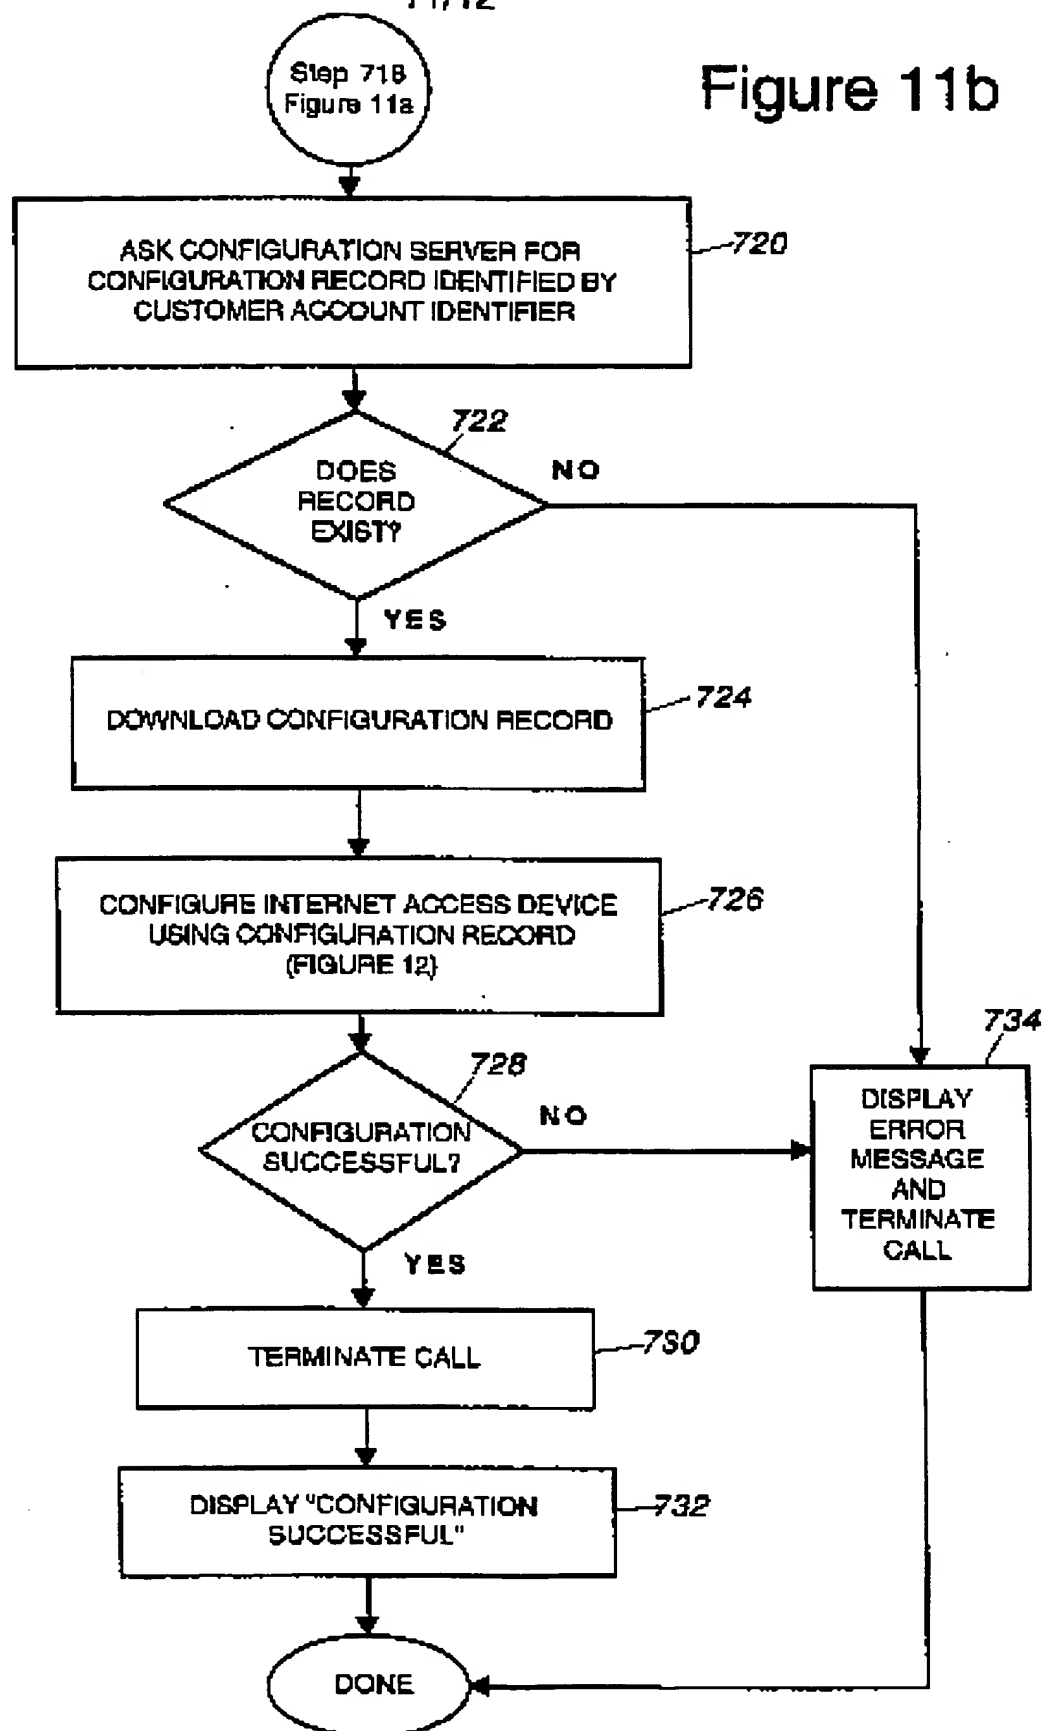 11/12
Step 718
Figure 11a
Figure 11b
ASK CONFIGURATION SERVER FOR
CONFIGURATION RECORD IDENTIFIED BY
CUSTOMER ACCOUNT IDENTIFIER
720
722
DOES
RECORD
EXIST?
NO
YES
DOWNLOAD CONFIGURATION RECORD
724
CONFIGURE INTERNET ACCESS DEVICE
USING CONFIGURATION RECORD
(FIGURE 12)
726
728
CONFIGURATION
SUCCESSFUL?
NO
YES
734
DISPLAY
ERROR
MESSAGE
AND
TERMINATE
CALL
TERMINATE CALL
730
DISPLAY "CONFIGURATION
SUCCESSFUL"
732
DONE